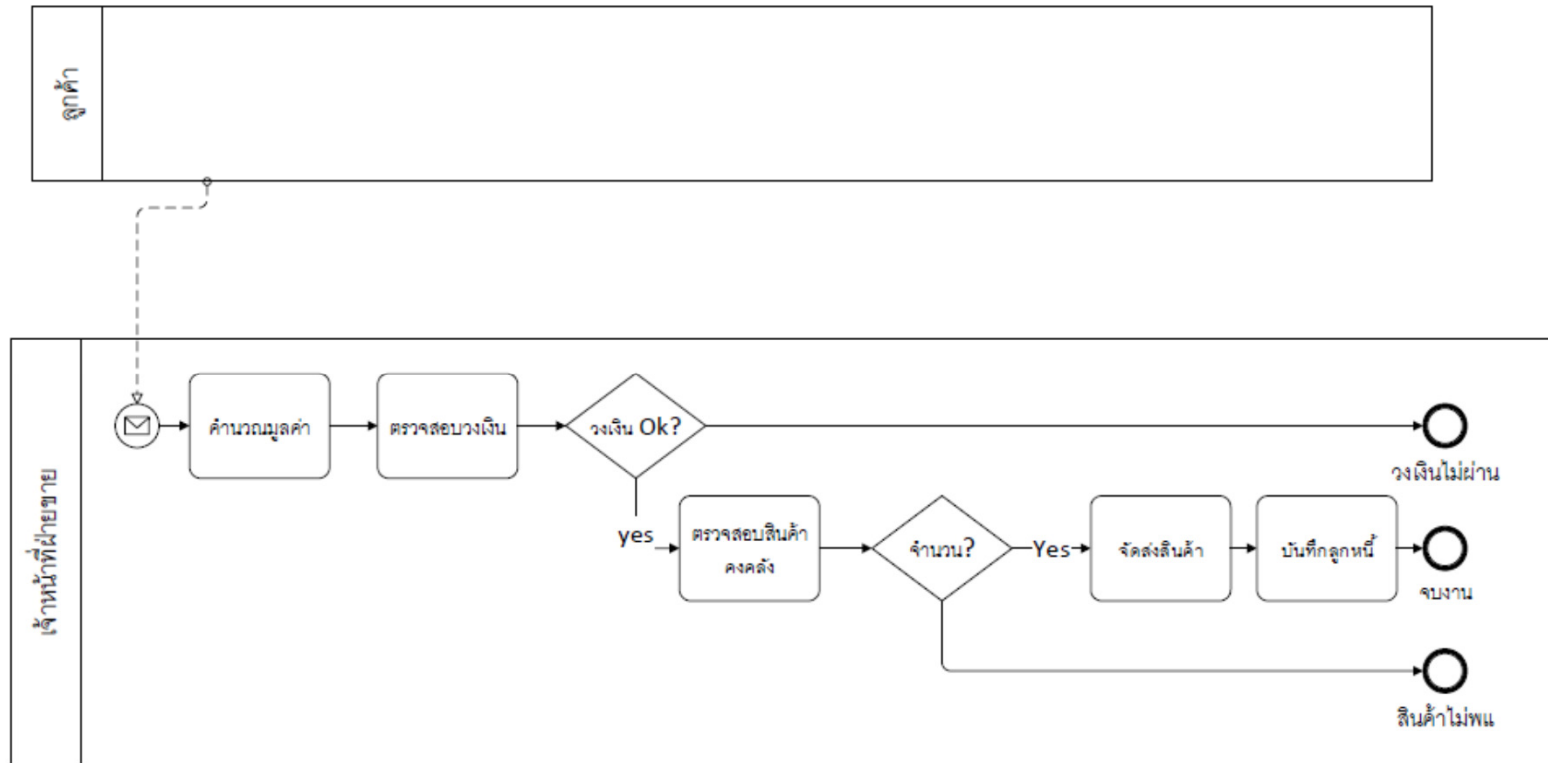 ลูกค้า
เจ้าหน้าที่ฝ่ายขาย
คำนวณมูลค่า
ตรวจสอบวงเงิน
วงเงิน Ok?
วงเงินไม่ผ่าน
yes
ตรวจสอบสินค้า
คงคลัง
จำนวน?
Yes
จัดส่งสินค้า
บันทึกลูกหนี้
จบงาน
สินค้าไม่พแ